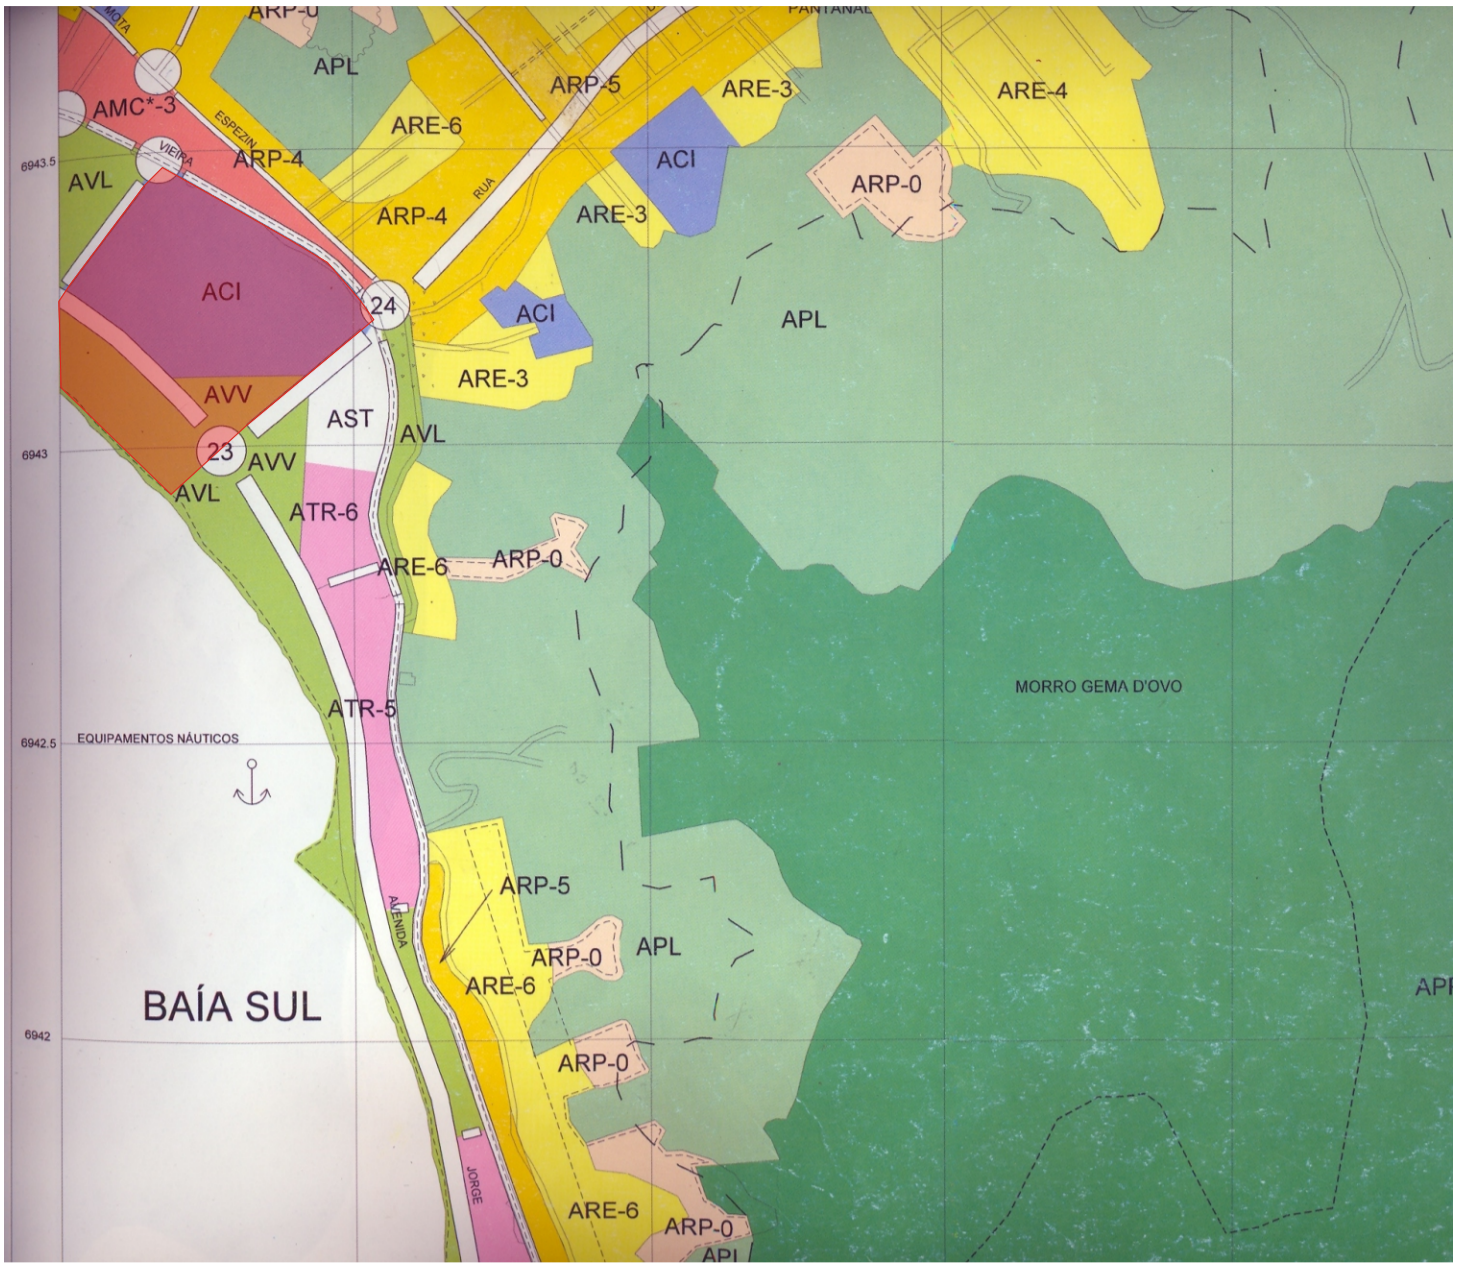 MOTA
ARP-0
PANTANAL
APL
ARP-5
ARE-3
ARE-4
AMC*-3
ESPEZIN
ARE-6
VIEIRA
ARP-4
ACI
6943.5
AVL
RUA
ARP-0
ARP-4
ARE-3
ACI
24
ACI
APL
ARE-3
AVV
AST
AVL
6943
23
AVV
AVL
ATR-6
ARP-0
ARE-6
MORRO GEMA D'OVO
ATR-5
EQUIPAMENTOS NÁUTICOS
6942.5
ARP-5
AVENIDA
APL
ARP-0
ARE-6
BAÍA SUL
6942
ARP-0
JORGE
ARE-6
ARP-0
APL